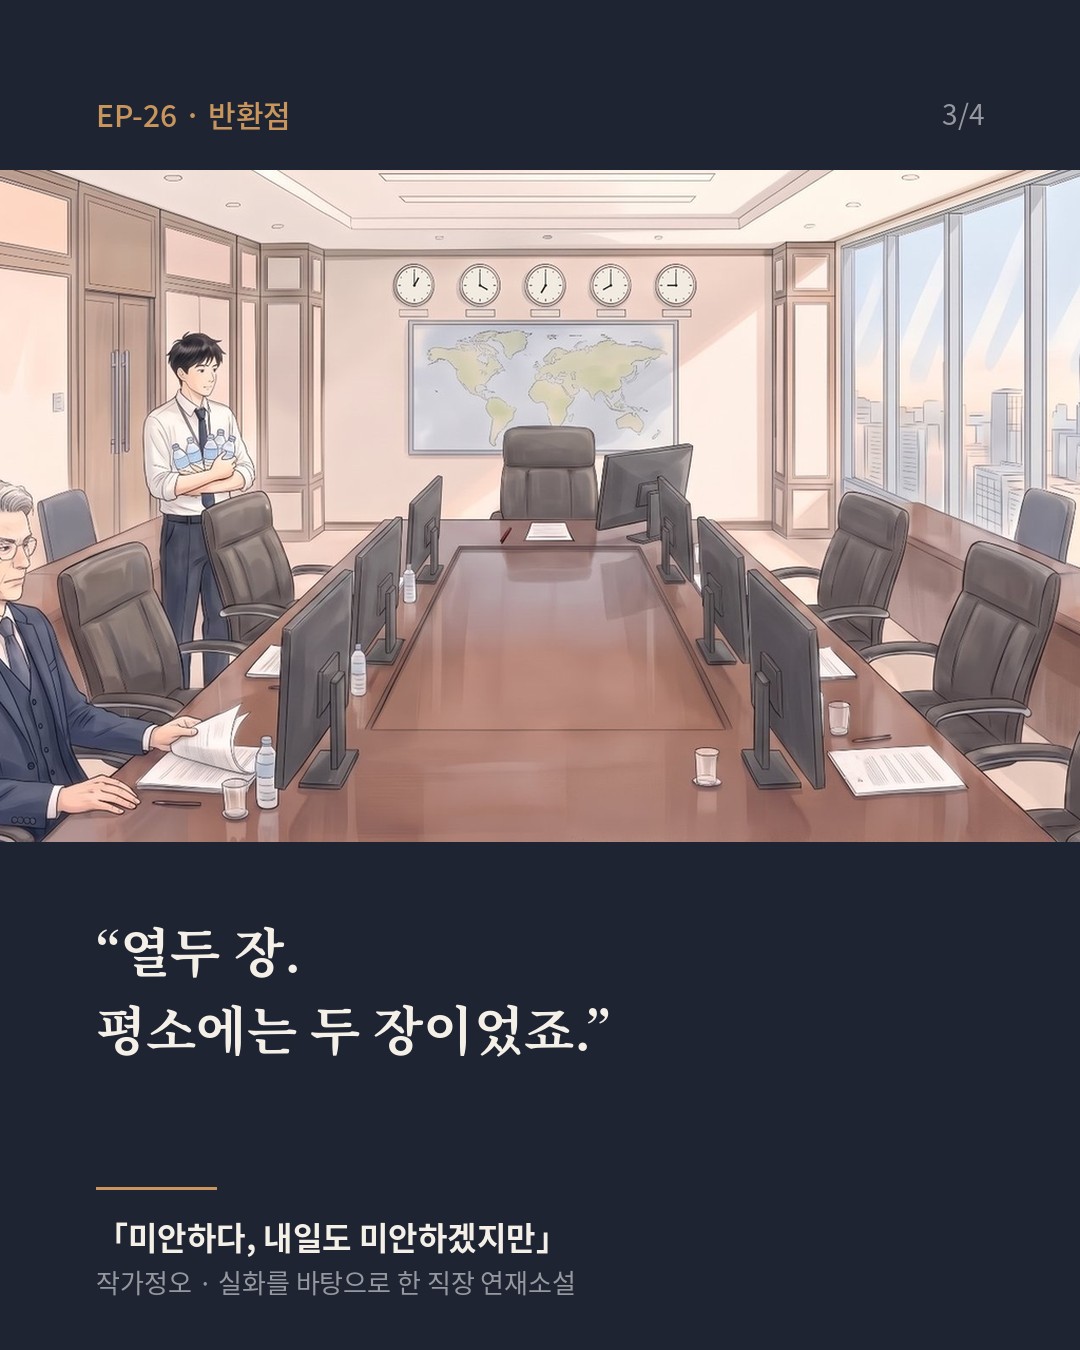 EP-26 · 반환점
3/4
“열두 장.
평소에는 두 장이었죠.”
「미안하다, 내일도 미안하겠지만」
작가정오 · 실화를 바탕으로 한 직장 연재소설